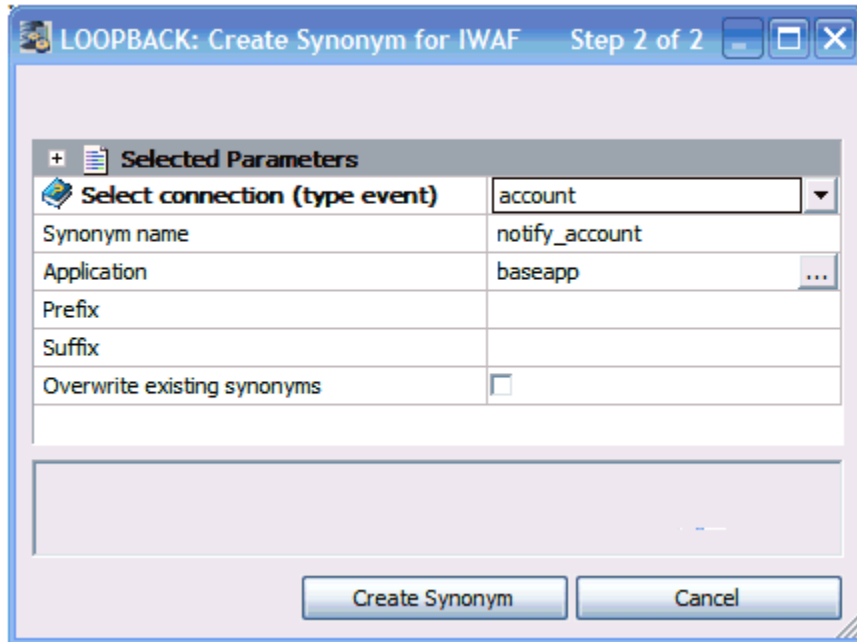 LOOPBACK: Create Synonym for IWAF Step 2 of 2
Selected Parameters
Select connection (type event) account
Synonym name notify_account
Application baseapp ...
Prefix
Suffix
Overwrite existing synonyms
Create Synonym Cancel